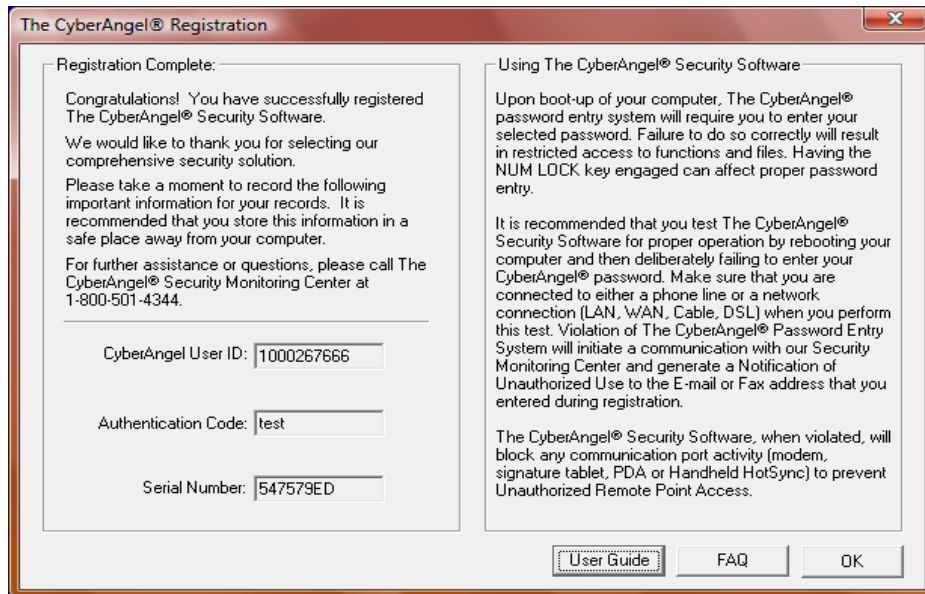 The CyberAngel® Registration
Registration Complete:
Congratulations! You have successfully registered
The CyberAngel® Security Software.
We would like to thank you for selecting our
comprehensive security solution.
Please take a moment to record the following
important information for your records. It is
recommended that you store this information in a
safe place away from your computer.
For further assistance or questions, please call The
CyberAngel® Security Monitoring Center at
1-800-501-4344.
CyberAngel User ID: 1000267666
Authentication Code: test
Serial Number: 547579ED
Using The CyberAngel® Security Software
Upon boot-up of your computer, The CyberAngel®
password entry system will require you to enter your
selected password. Failure to do so correctly will result
in restricted access to functions and files. Having the
NUM LOCK key engaged can affect proper password
entry.
It is recommended that you test The CyberAngel®
Security Software for proper operation by rebooting your
computer and then deliberately failing to enter your
CyberAngel® password. Make sure that you are
connected to either a phone line or a network
connection (LAN, WAN, Cable, DSL) when you perform
this test. Violation of The CyberAngel® Password Entry
System will initiate a communication with our Security
Monitoring Center and generate a Notification of
Unauthorized Use to the E-mail or Fax address that you
entered during registration.
The CyberAngel® Security Software, when violated, will
block any communication port activity (modem,
signature tablet, PDA or Handheld HotSync) to prevent
Unauthorized Remote Point Access.
User Guide FAQ OK